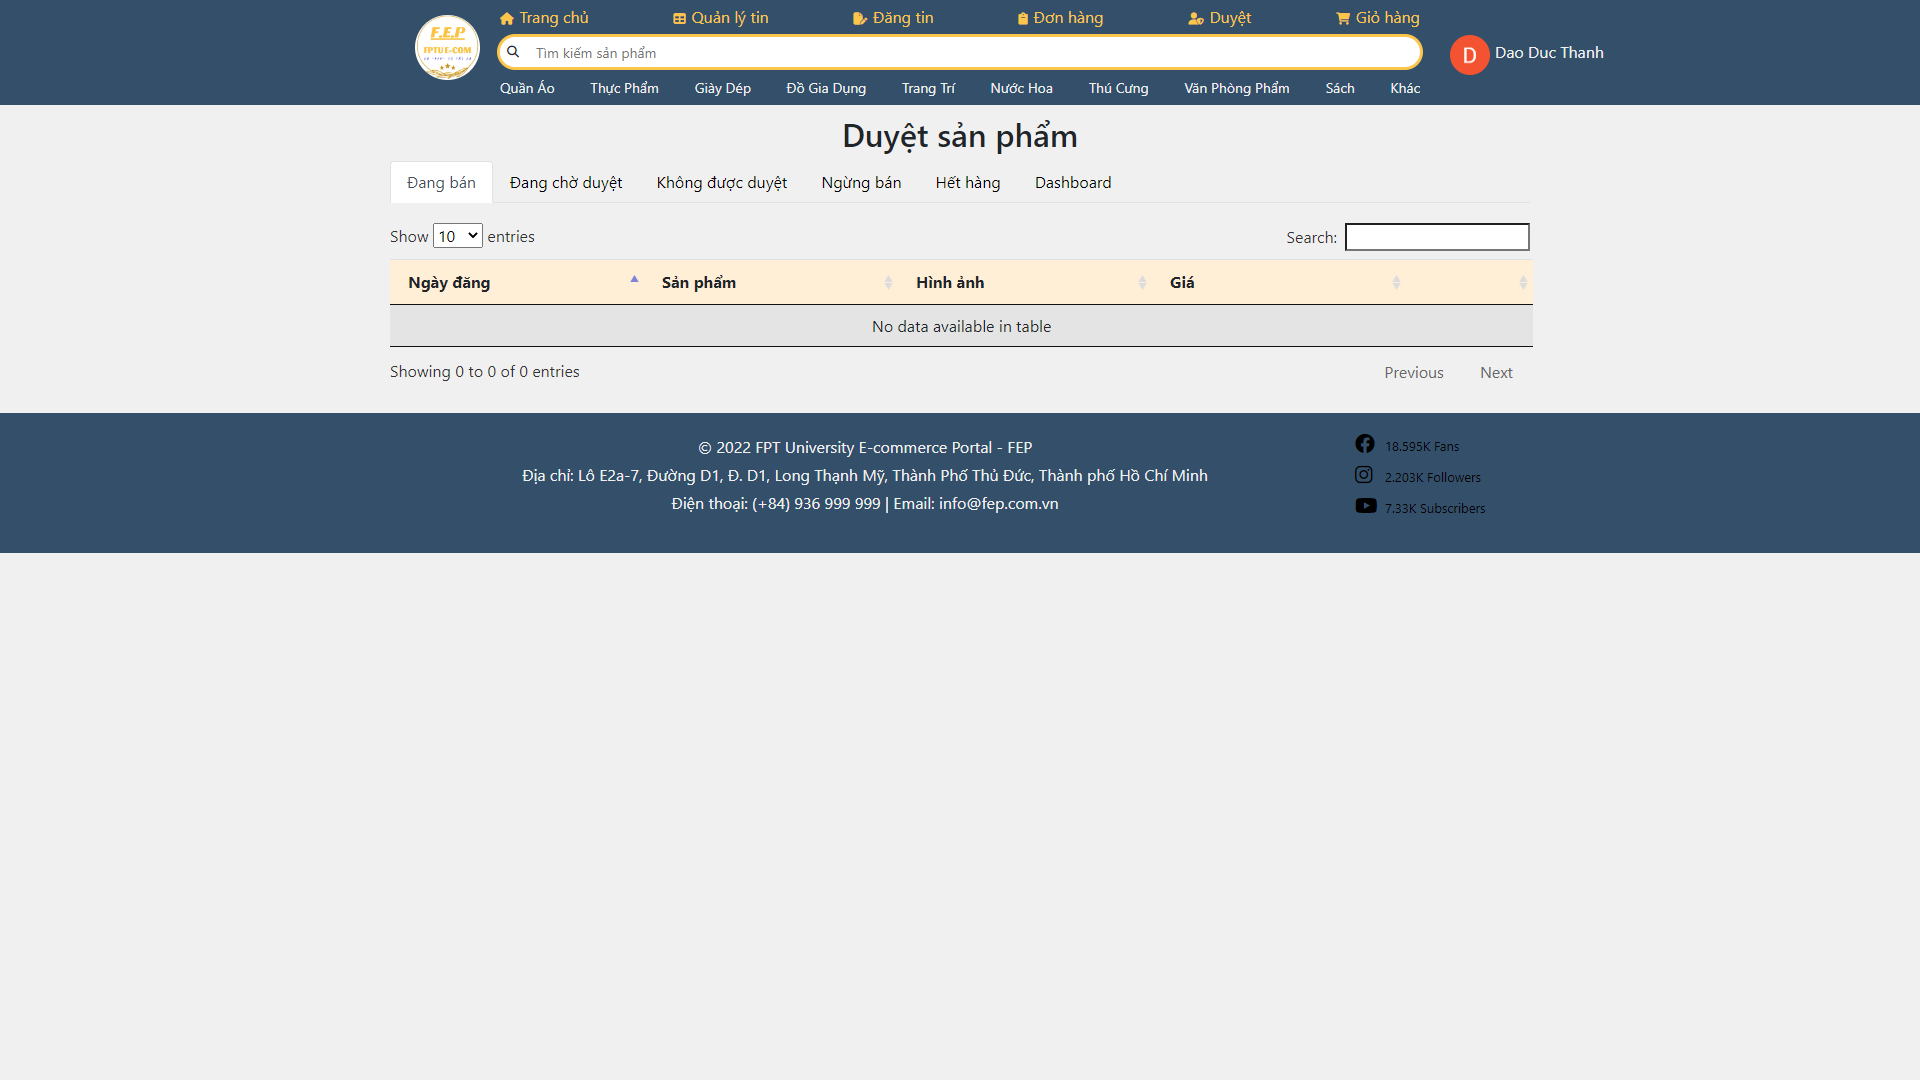 F.E.P
FPTU E-COM
Trang chủ Quản lý tin Đăng tin Đơn hàng Duyệt Giỏ hàng
Tìm kiếm sản phẩm
D Dao Duc Thanh
Quần Áo Thực Phẩm Giày Dép Đồ Gia Dụng Trang Trí Nước Hoa Thú Cưng Văn Phòng Phẩm Sách Khác
Duyệt sản phẩm
Đang bán Đang chờ duyệt Không được duyệt Ngừng bán Hết hàng Dashboard
Show 10 entries Search:
Ngày đăng Sản phẩm Hình ảnh Giá
No data available in table
Showing 0 to 0 of 0 entries Previous Next
© 2022 FPT University E-commerce Portal - FEP
Địa chỉ: Lô E2a-7, Đường D1, Đ. D1, Long Thạnh Mỹ, Thành Phố Thủ Đức, Thành phố Hồ Chí Minh
Điện thoại: (+84) 936 999 999 | Email: info@fep.com.vn
18.595K Fans
2.203K Followers
7.33K Subscribers